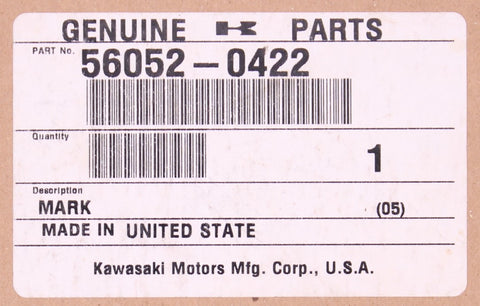 GENUINE K PARTS
PART No. 56052-0422
Quantity 1
Description
MARK (05)
MADE IN UNITED STATE
Kawasaki Motors Mfg. Corp., U.S.A.